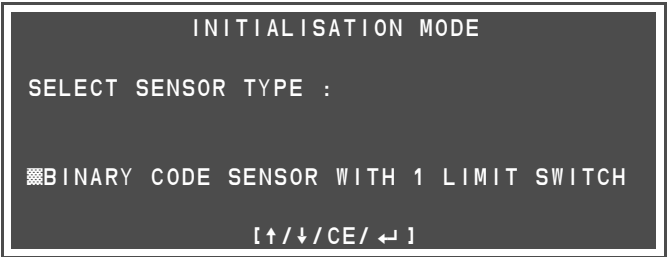 INITIALISATION MODE
SELECT SENSOR TYPE :
▓BINARY CODE SENSOR WITH 1 LIMIT SWITCH
[↑/↓/CE/ ↵ ]